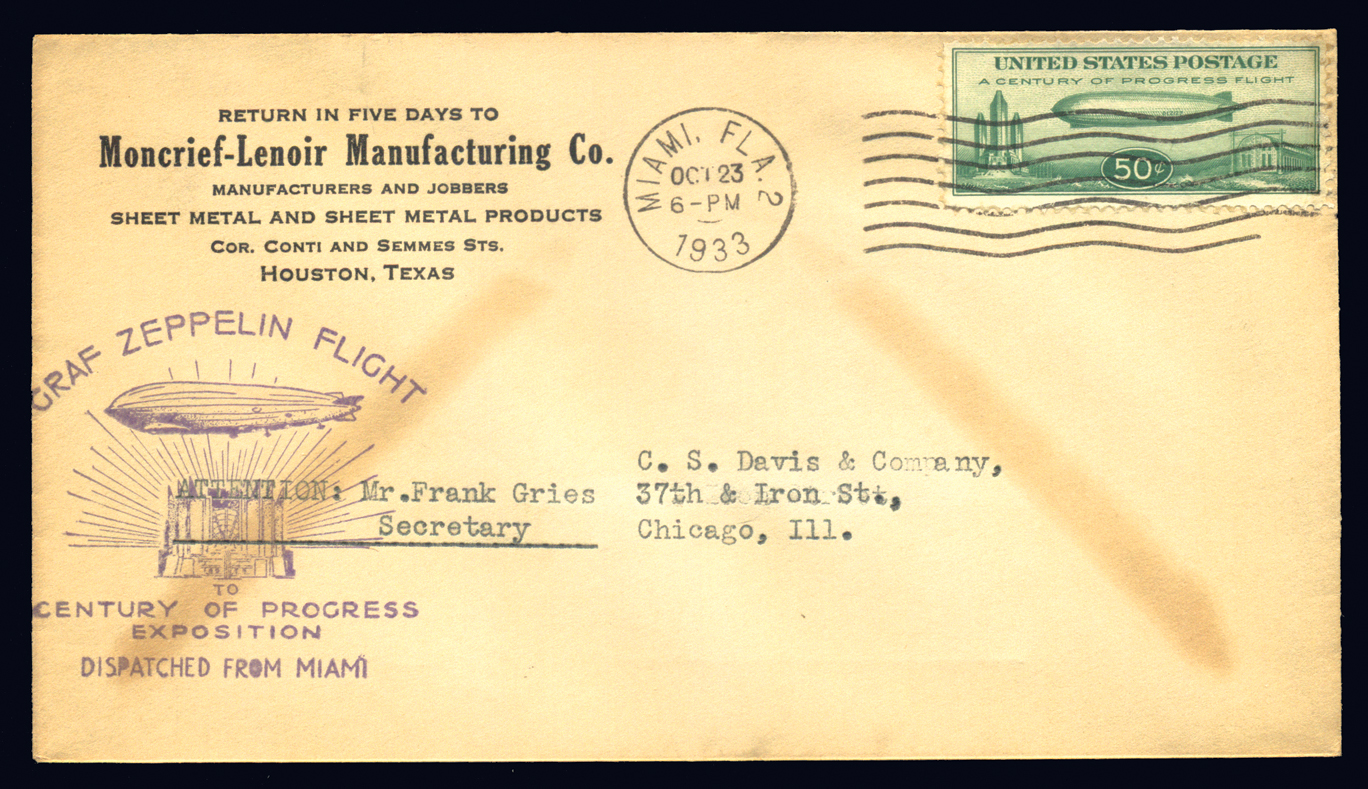 RETURN IN FIVE DAYS TO
Moncrief-Lenoir Manufacturing Co.
MANUFACTURERS AND JOBBERS
SHEET METAL AND SHEET METAL PRODUCTS
COR. CONTI AND SEMMES STS.
HOUSTON, TEXAS
MIAMI, FLA. 2
OCT 23
6-PM
1933
UNITED STATES POSTAGE
A CENTURY OF PROGRESS FLIGHT
50¢
GRAF ZEPPELIN FLIGHT
TO
CENTURY OF PROGRESS
EXPOSITION
DISPATCHED FROM MIAMI
ATTENTION: Mr.Frank Gries
Secretary
C. S. Davis & Company,
37th & Iron Sts,
Chicago, Ill.